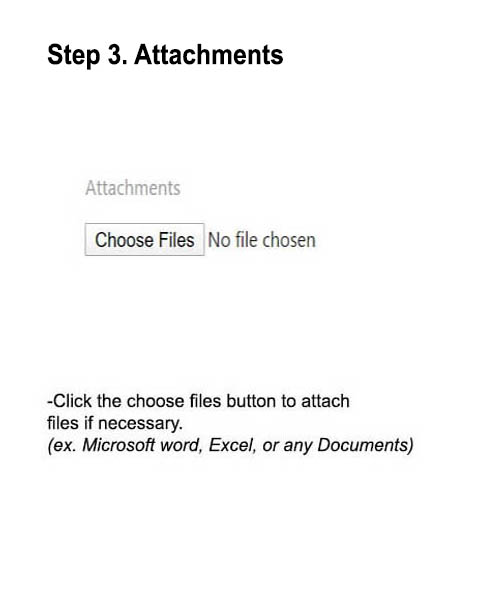 Step 3. Attachments
Attachments
Choose Files No file chosen
-Click the choose files button to attach
files if necessary.
(ex. Microsoft word, Excel, or any Documents)